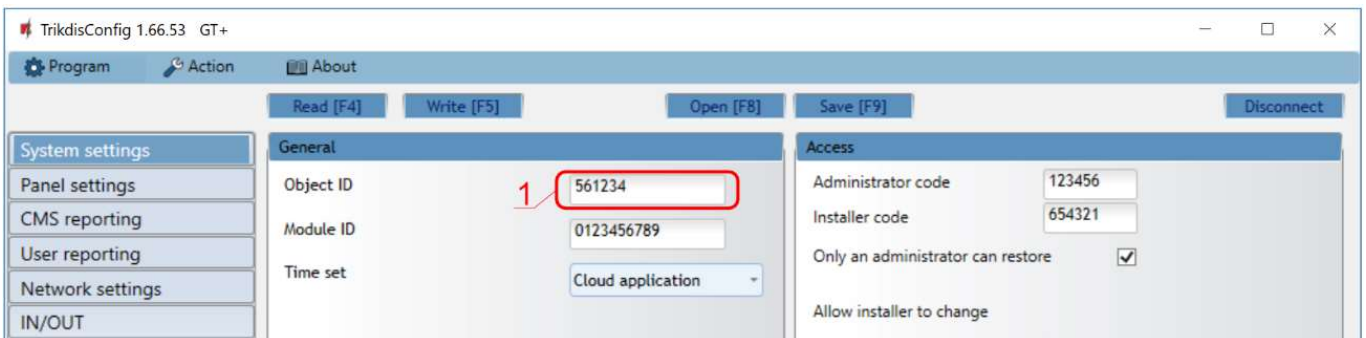 TrikdisConfig 1.66.53 GT+
Program Action About
Read [F4] Write [F5] Open [F8] Save [F9] Disconnect
System settings
Panel settings
CMS reporting
User reporting
Network settings
IN/OUT
General
Object ID 1 561234
Module ID 0123456789
Time set Cloud application
Access
Administrator code 123456
Installer code 654321
Only an administrator can restore
Allow installer to change